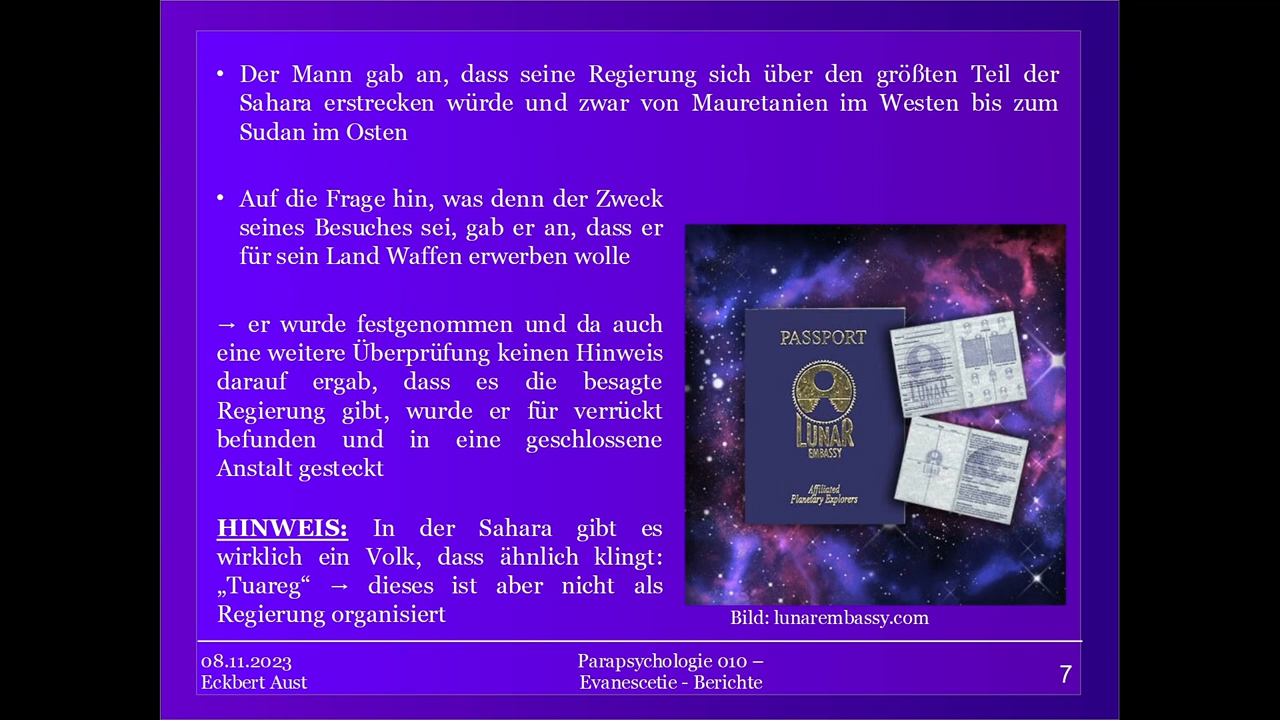 • Der Mann gab an, dass seine Regierung sich über den größten Teil der
Sahara erstrecken würde und zwar von Mauretanien im Westen bis zum
Sudan im Osten
• Auf die Frage hin, was denn der Zweck
seines Besuches sei, gab er an, dass er
für sein Land Waffen erwerben wolle
→ er wurde festgenommen und da auch
eine weitere Überprüfung keinen Hinweis
darauf ergab, dass es die besagte
Regierung gibt, wurde er für verrückt
befunden und in eine geschlossene
Anstalt gesteckt
HINWEIS: In der Sahara gibt es
wirklich ein Volk, dass ähnlich klingt:
„Tuareg“ → dieses ist aber nicht als
Regierung organisiert
PASSPORT
LUNAR
EMBASSY
Affiliated
Planetary Explorers
LUNAR
Bild: lunarembassy.com
08.11.2023
Eckbert Aust
Parapsychologie 010 –
Evanescetie - Berichte
7